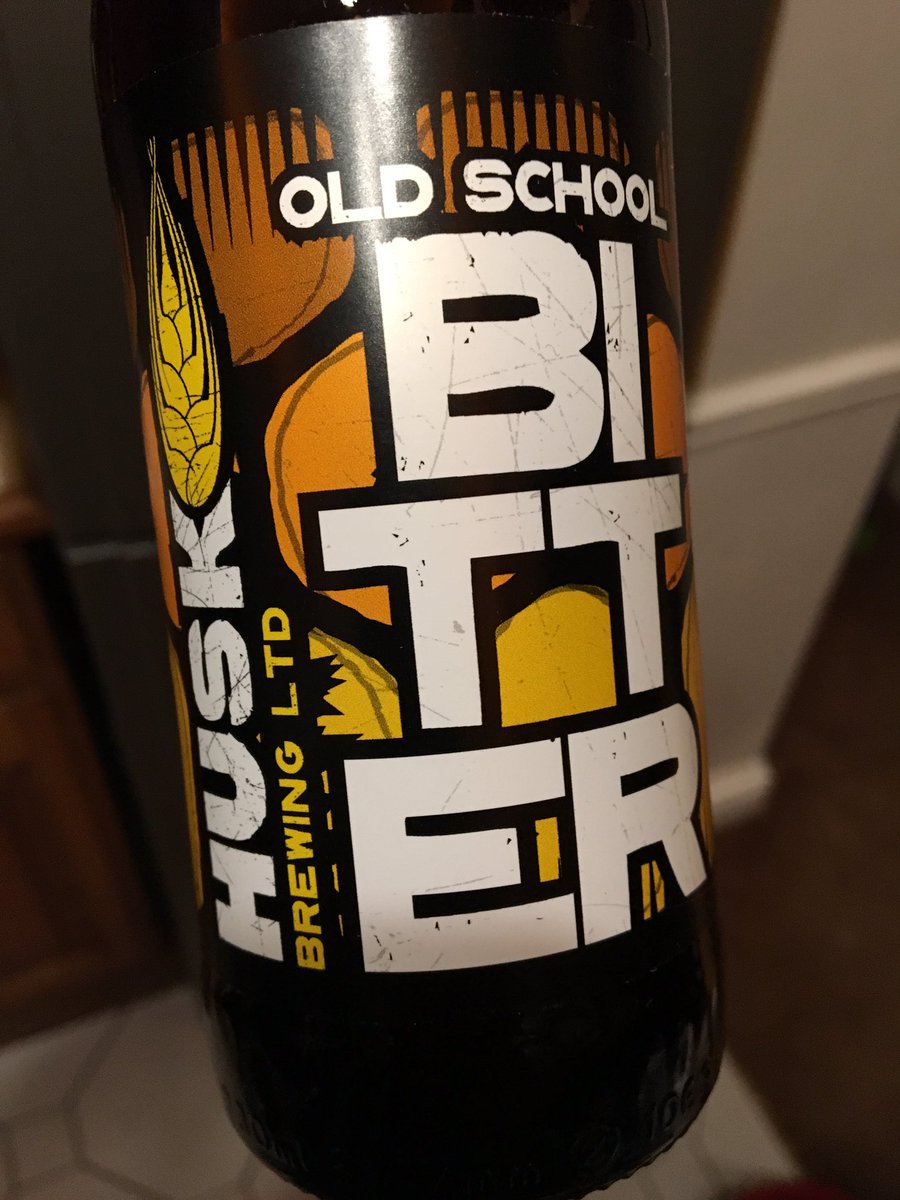 OLD SCHOOL
BI
TT
ER
HUSK
BREWING LTD